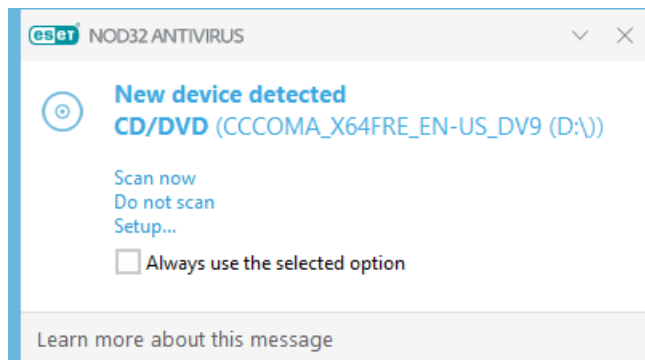 eset NOD32 ANTIVIRUS
New device detected
CD/DVD (CCCOMA_X64FRE_EN-US_DV9 (D:\))
Scan now
Do not scan
Setup...
Always use the selected option
Learn more about this message